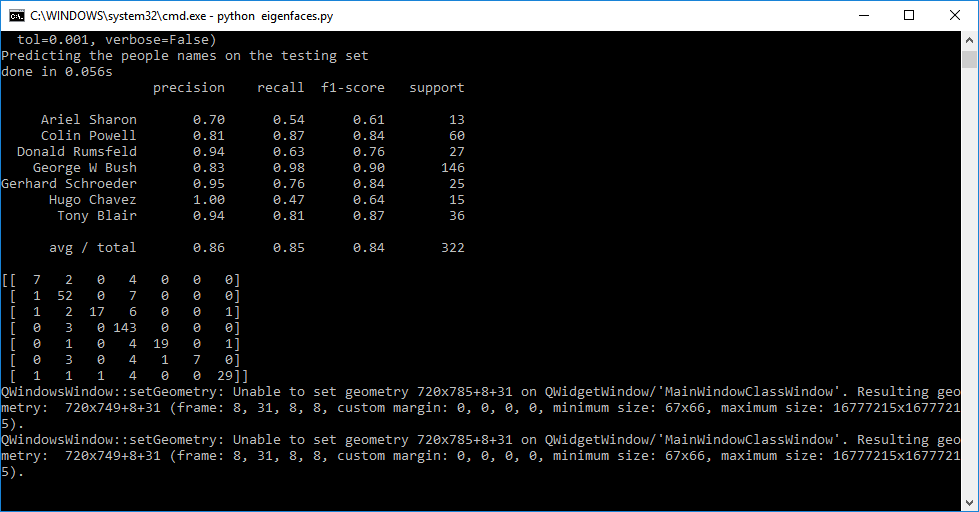 C:\WINDOWS\system32\cmd.exe - python  eigenfaces.py
  tol=0.001, verbose=False)
Predicting the people names on the testing set
done in 0.056s
                   precision    recall  f1-score   support

     Ariel Sharon       0.70      0.54      0.61        13
     Colin Powell       0.81      0.87      0.84        60
  Donald Rumsfeld       0.94      0.63      0.76        27
    George W Bush       0.83      0.98      0.90       146
Gerhard Schroeder       0.95      0.76      0.84        25
      Hugo Chavez       1.00      0.47      0.64        15
       Tony Blair       0.94      0.81      0.87        36

      avg / total       0.86      0.85      0.84       322

[[  7   2   0   4   0   0   0]
 [  1  52   0   7   0   0   0]
 [  1   2  17   6   0   0   1]
 [  0   3   0 143   0   0   0]
 [  0   1   0   4  19   0   1]
 [  0   3   0   4   1   7   0]
 [  1   1   1   4   0   0  29]]
QWindowsWindow::setGeometry: Unable to set geometry 720x785+8+31 on QWidgetWindow/'MainWindowClassWindow'. Resulting geo
metry:  720x749+8+31 (frame: 8, 31, 8, 8, custom margin: 0, 0, 0, 0, minimum size: 67x66, maximum size: 16777215x1677721
5).
QWindowsWindow::setGeometry: Unable to set geometry 720x785+8+31 on QWidgetWindow/'MainWindowClassWindow'. Resulting geo
metry:  720x749+8+31 (frame: 8, 31, 8, 8, custom margin: 0, 0, 0, 0, minimum size: 67x66, maximum size: 16777215x1677721
5).